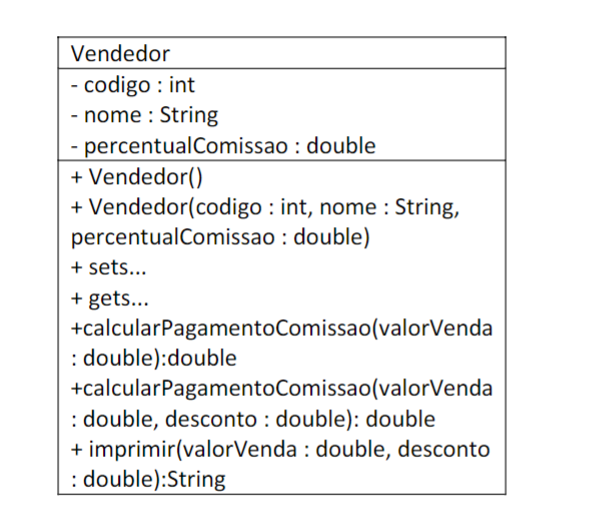 Vendedor
- codigo : int
- nome : String
- percentualComissao : double
+ Vendedor()
+ Vendedor(codigo : int, nome : String,
percentualComissao : double)
+ sets...
+ gets...
+calcularPagamentoComissao(valorVenda
: double):double
+calcularPagamentoComissao(valorVenda
: double, desconto : double): double
+ imprimir(valorVenda : double, desconto
: double):String